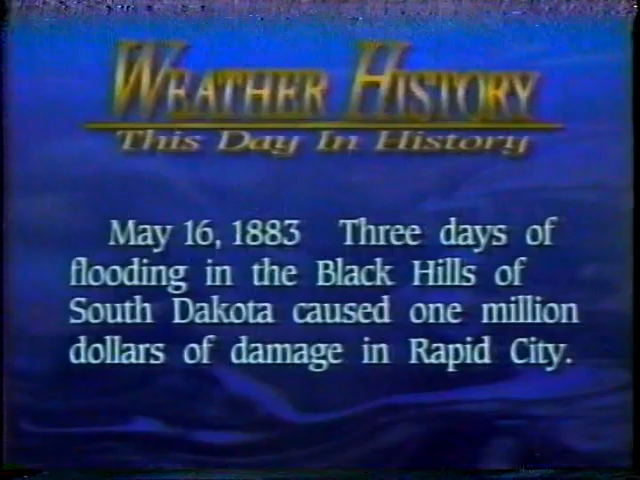 WEATHER HISTORY
This Day In History
May 16, 1883 Three days of
flooding in the Black Hills of
South Dakota caused one million
dollars of damage in Rapid City.